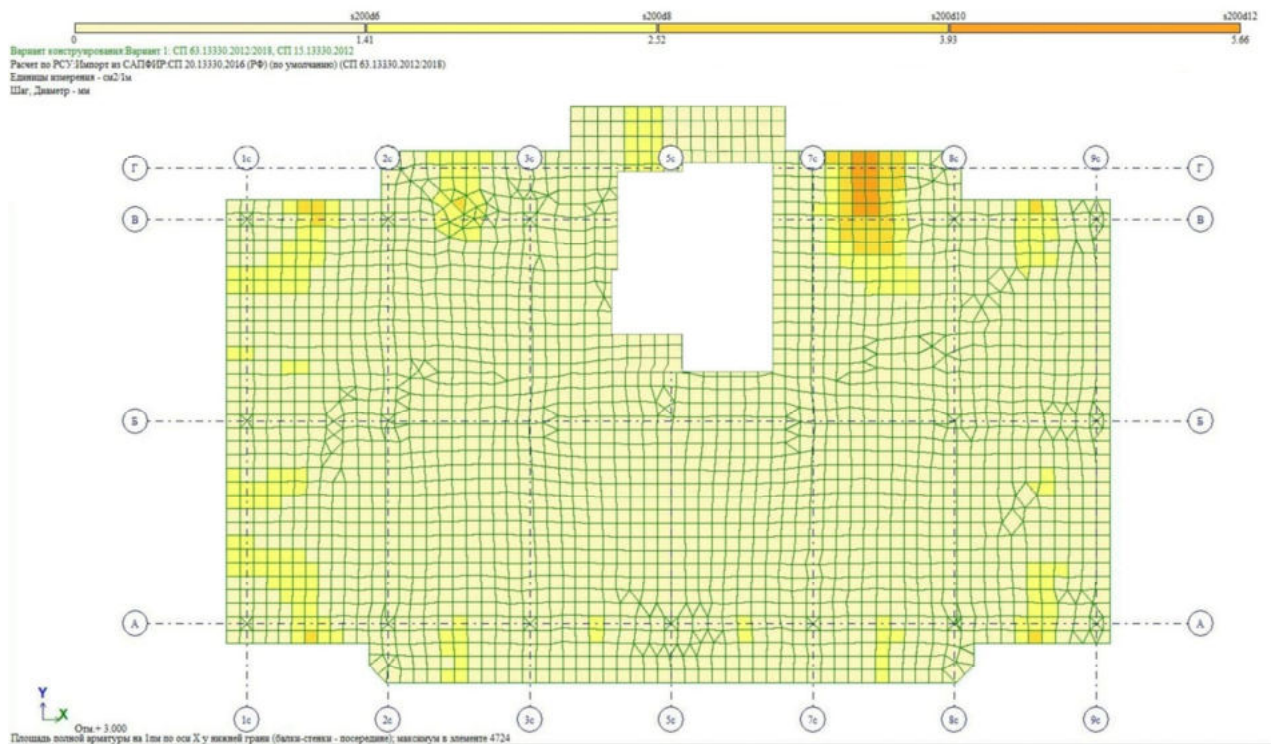 s200d6 s200d8 s200d10 s200d12
0 1.41 2.52 3.93 5.66
Вариант конструирования:Вариант 1: СП 63.13330.2012/2018, СП 15.13330.2012
Расчет по РСУ:Импорт из САПФИР:СП 20.13330.2016 (РФ) (по умолчанию) (СП 63.13330.2012/2018)
Единицы измерения - см2/1м
Шаг, Диаметр - мм
1с 2с 3с 5с 7с 8с 9с
Г Г
В В
Б Б
А А
Y
X
1с 2с 3с 5с 7с 8с 9с
Отм.+ 3.000
Площадь полной арматуры на 1пм по оси X у нижней грани (балки-стенки - посередине); максимум в элементе 4724